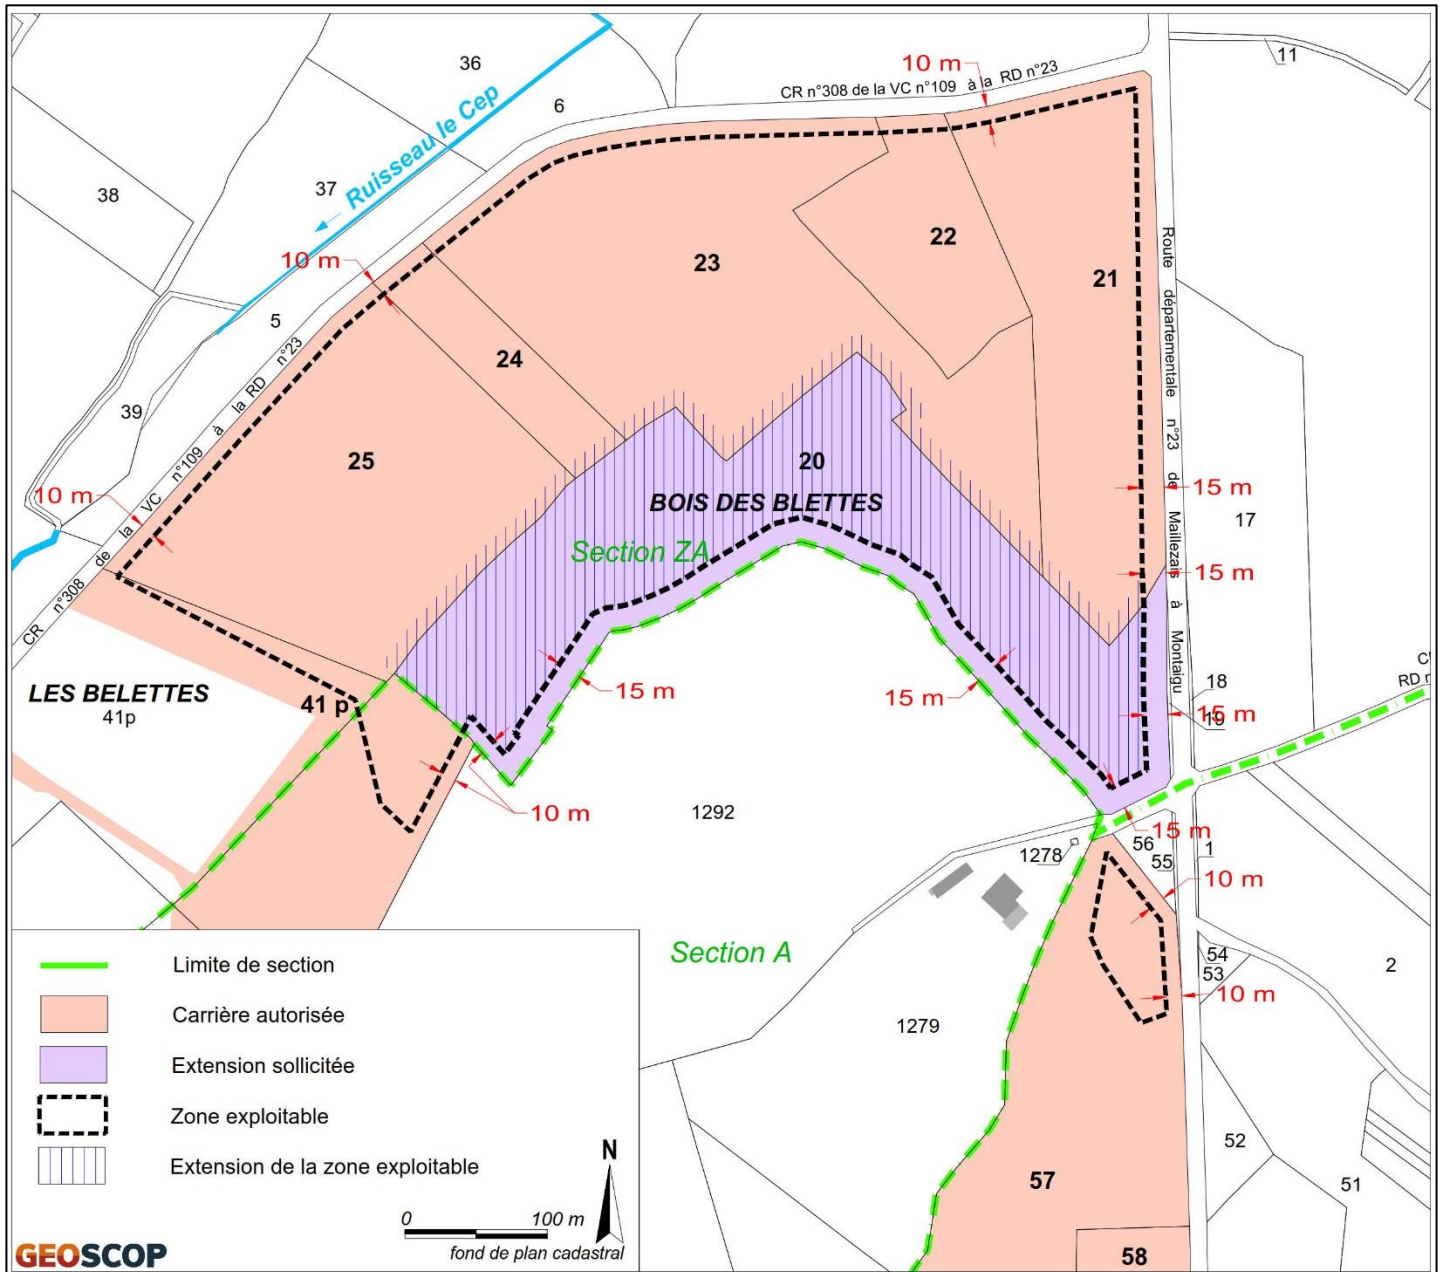 36
11
10 m
CR n°308 de la VC n°109 à la RD n°23
6
Ruisseau le Cep
37
38
22
23
21
10 m
5
24
39
25
20
BOIS DES BLETTES
Section ZA
Route départementale n°23 de Maillezais à Montaigu
15 m
17
15 m
10 m
CR n°308 de la VC n°109 à la RD n°23
LES BELETTES
41p
41 p
15 m
15 m
18
15 m
19
RD n
10 m
1292
15 m
1278
56
55
1
10 m
Section A
54
53
2
10 m
1279
52
51
57
58
Limite de section
Carrière autorisée
Extension sollicitée
Zone exploitable
Extension de la zone exploitable
N
0 100 m
fond de plan cadastral
GEOSCOP